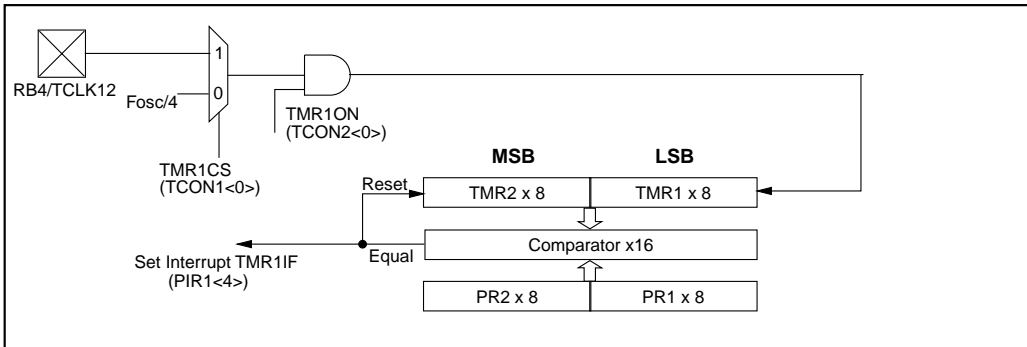 1
RB4/TCLK12
Fosc/4
0
TMR1ON
(TCON2<0>)
TMR1CS
(TCON1<0>)
MSB
LSB
Reset
TMR2 x 8
TMR1 x 8
Equal
Comparator x16
Set Interrupt TMR1IF
(PIR1<4>)
PR2 x 8
PR1 x 8